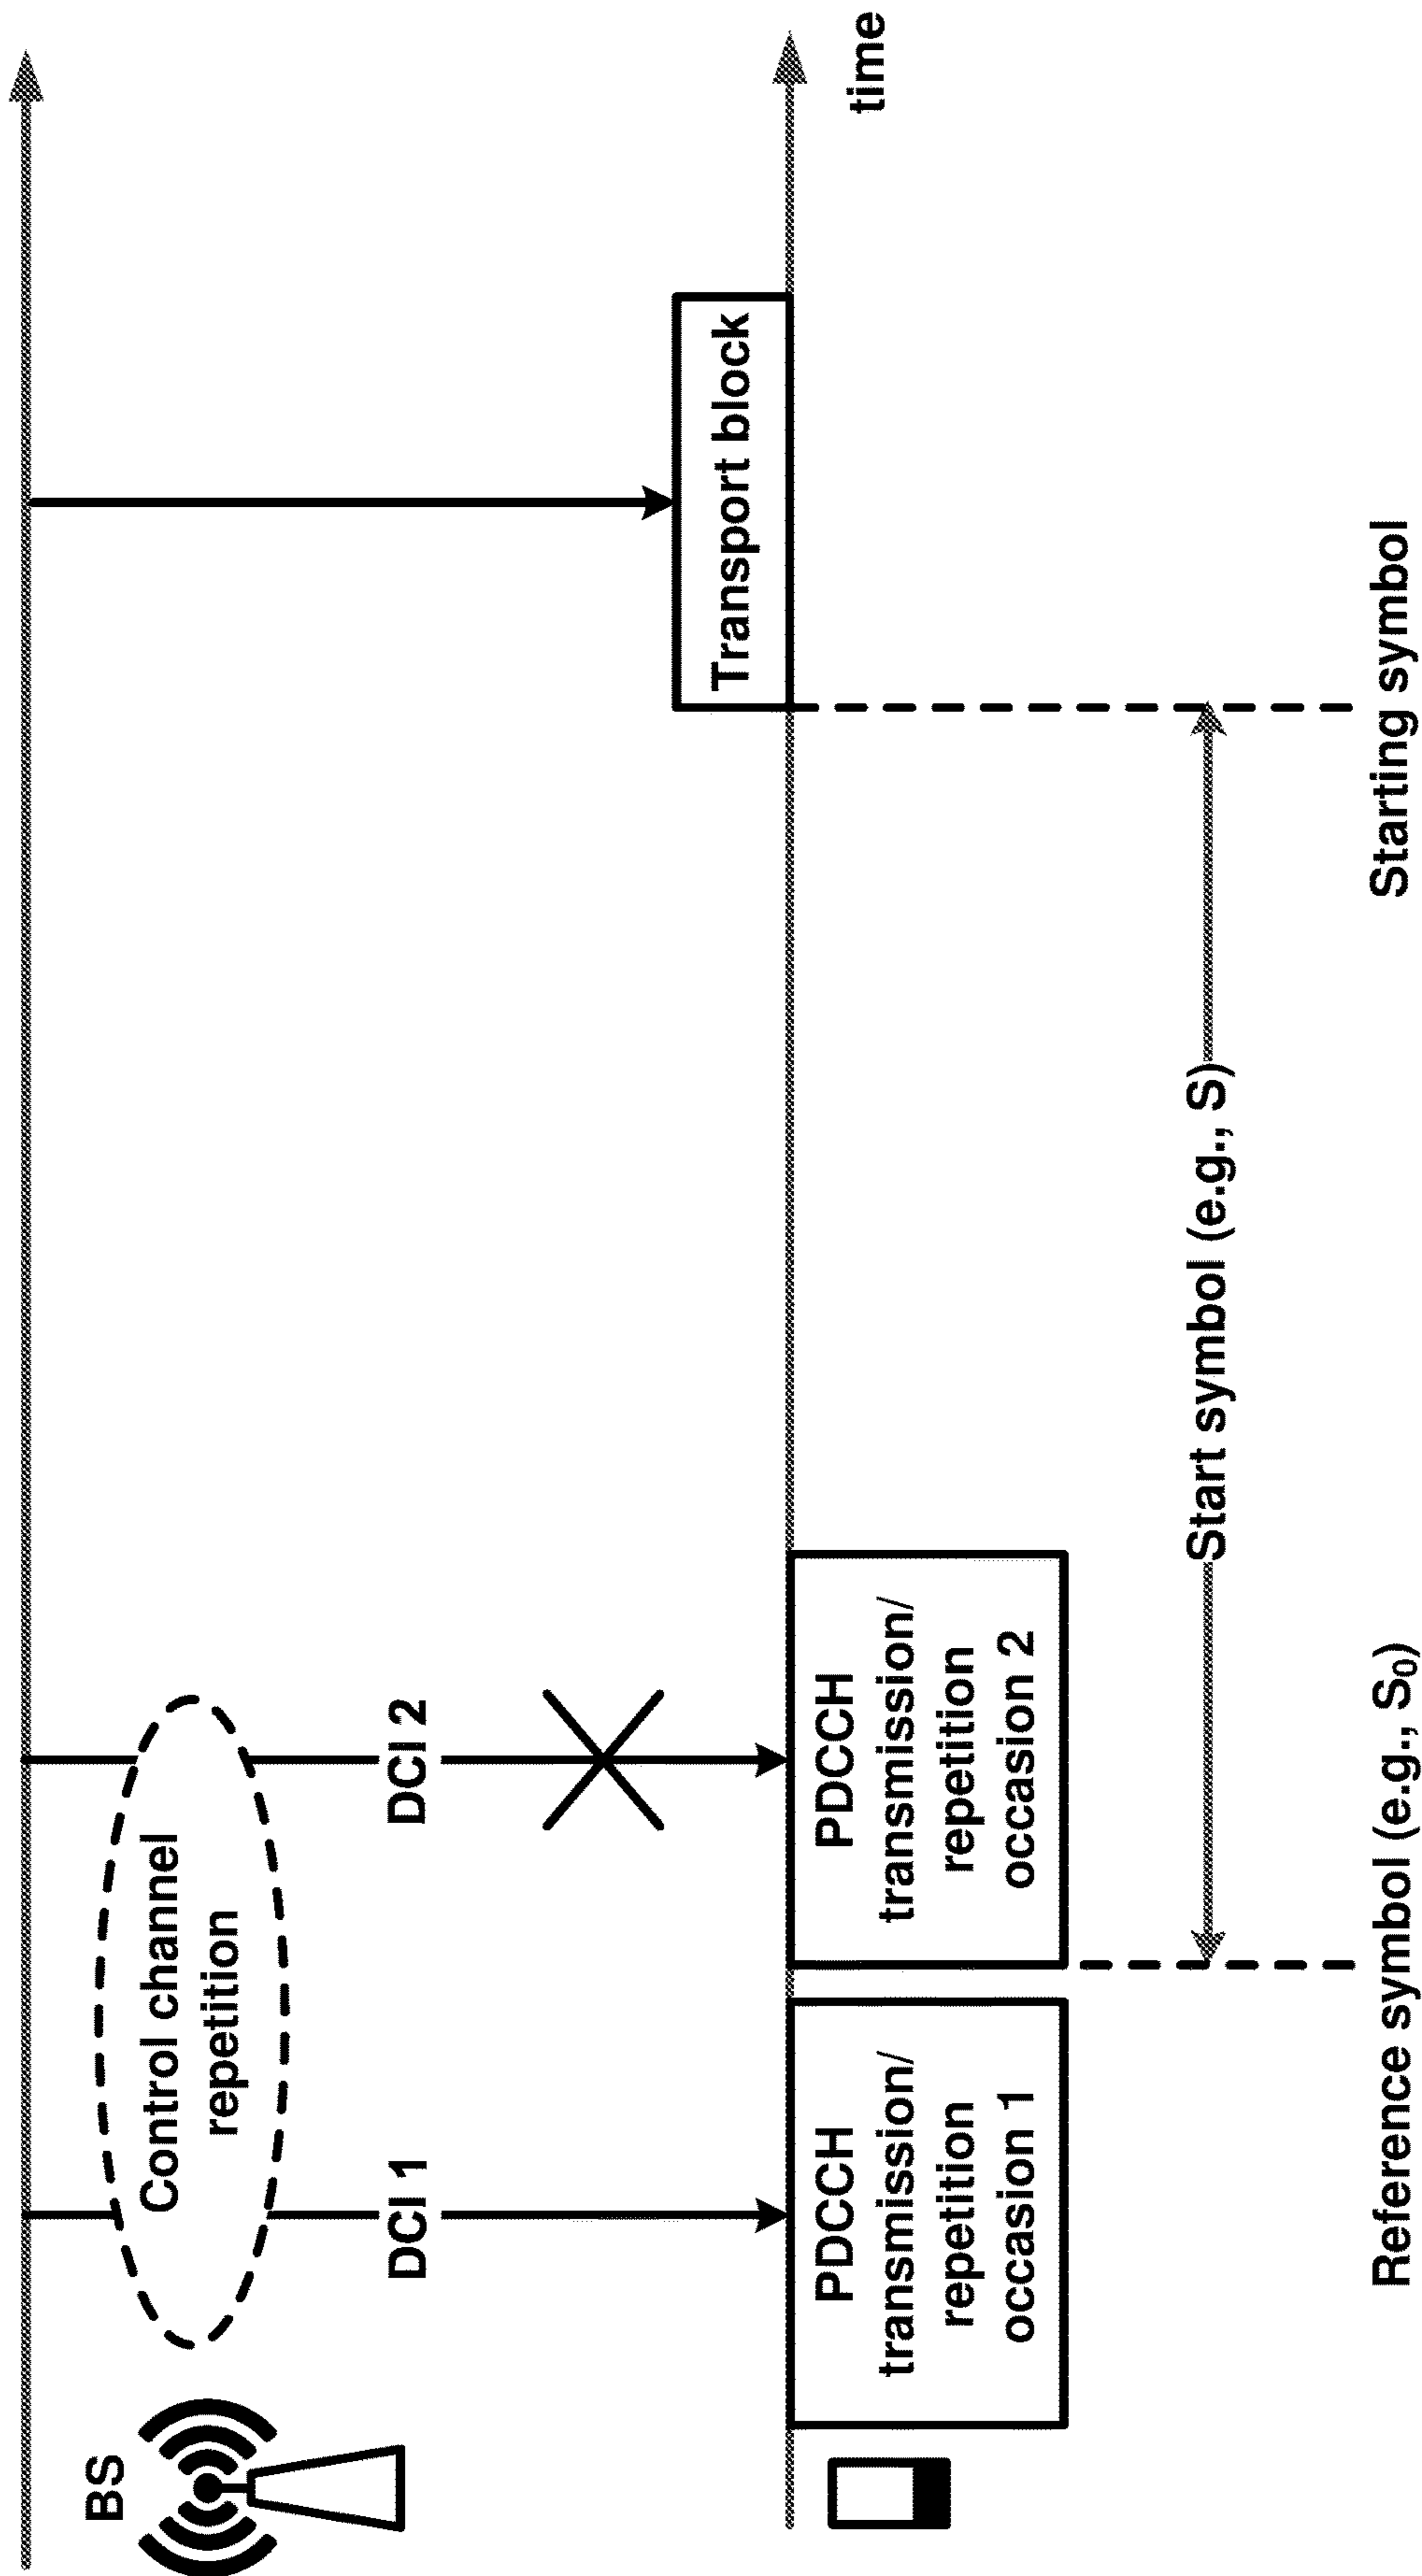 BS
Control channel
repetition
DCI 1
DCI 2
PDCCH
transmission/
repetition
occasion 1
PDCCH
transmission/
repetition
occasion 2
Transport block
time
Start symbol (e.g., S)
Reference symbol (e.g., S₀)
Starting symbol